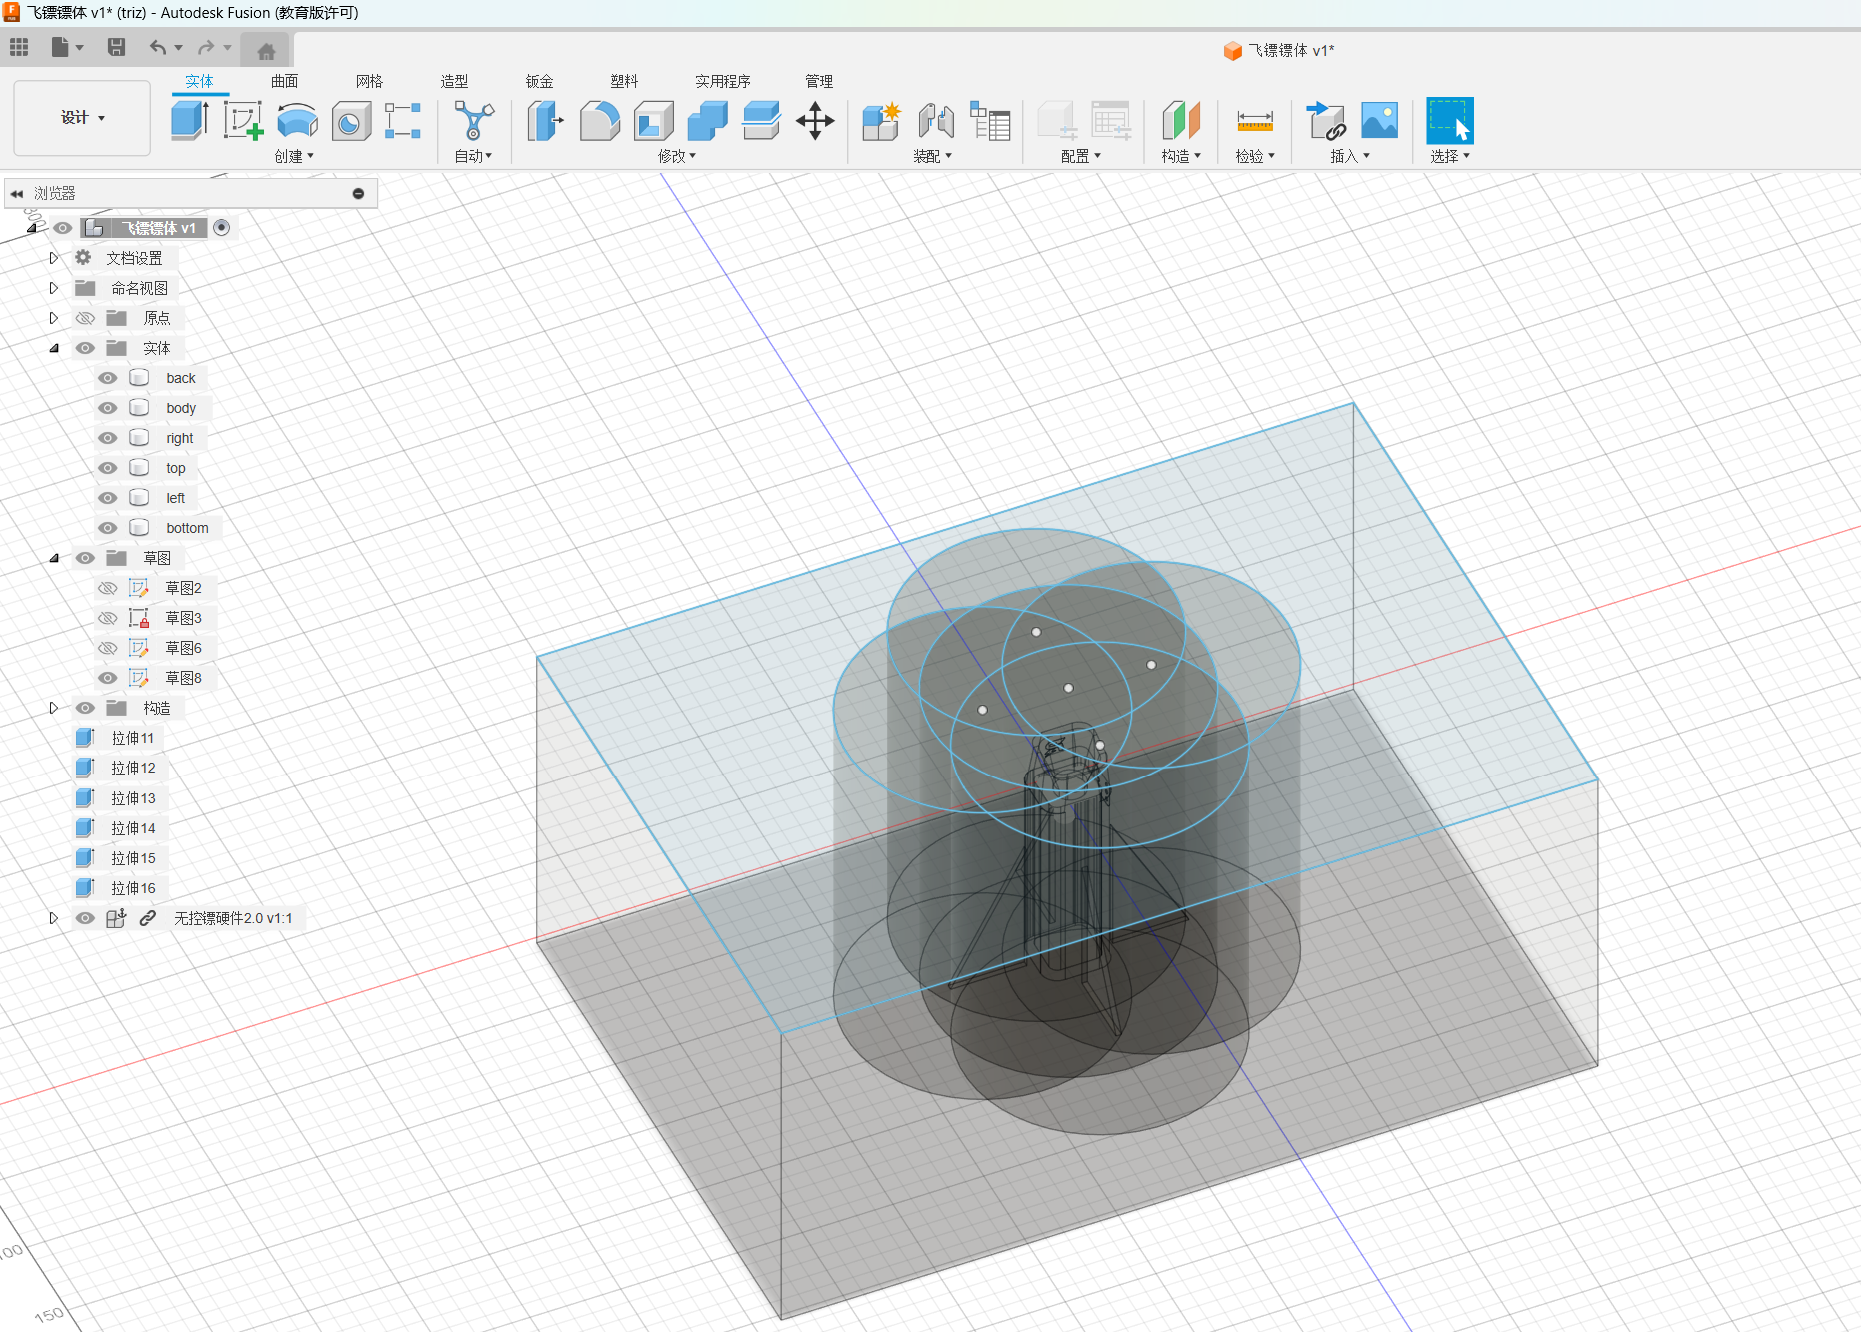 飞镖镖体 v1* (triz) - Autodesk Fusion (教育版许可)
飞镖镖体 v1*
实体 曲面 网格 造型 钣金 塑料 实用程序 管理
设计
创建 自动 修改 装配 配置 构造 检验 插入 选择
浏览器
300
飞镖镖体 v1
文档设置
命名视图
原点
实体
back
body
right
top
left
bottom
草图
草图2
草图3
草图6
草图8
构造
拉伸11
拉伸12
拉伸13
拉伸14
拉伸15
拉伸16
无控镖硬件2.0 v1:1
150